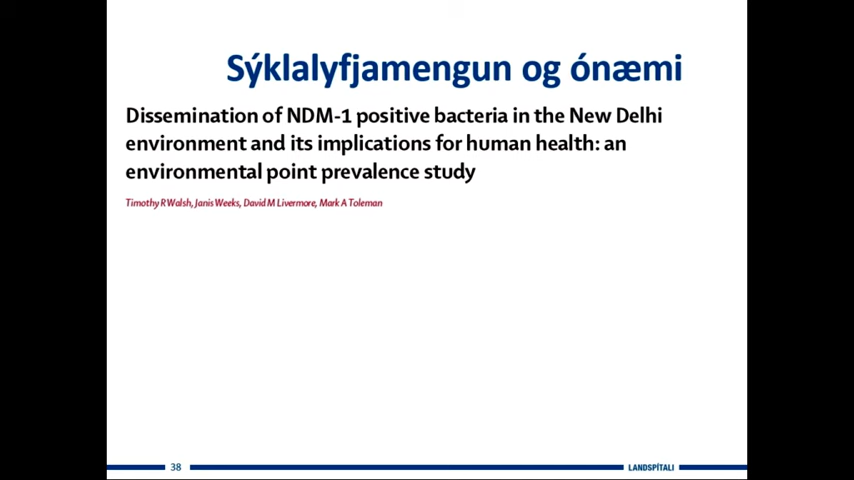 Sýklalyfjamengun og ónæmi
Dissemination of NDM-1 positive bacteria in the New Delhi
environment and its implications for human health: an
environmental point prevalence study
Timothy R Walsh, Janis Weeks, David M Livermore, Mark A Toleman
38
LANDSPÍTALI